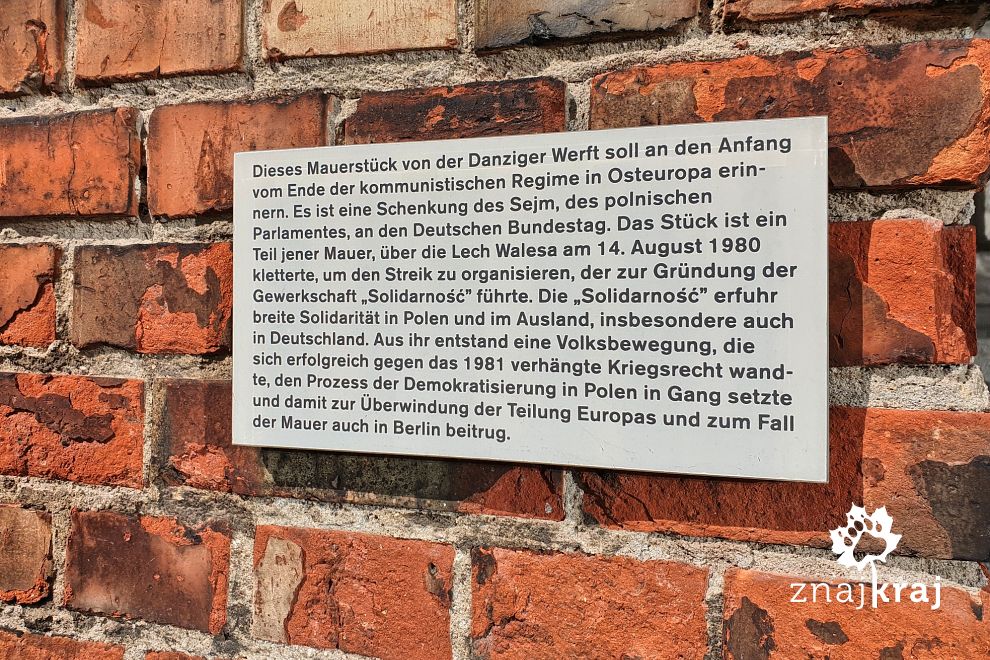 Dieses Mauerstück von der Danziger Werft soll an den Anfang
vom Ende der kommunistischen Regime in Osteuropa erin-
nern. Es ist eine Schenkung des Sejm, des polnischen
Parlamentes, an den Deutschen Bundestag. Das Stück ist ein
Teil jener Mauer, über die Lech Walesa am 14. August 1980
kletterte, um den Streik zu organisieren, der zur Gründung der
Gewerkschaft „Solidarność” führte. Die „Solidarność” erfuhr
breite Solidarität in Polen und im Ausland, insbesondere auch
in Deutschland. Aus ihr entstand eine Volksbewegung, die
sich erfolgreich gegen das 1981 verhängte Kriegsrecht wand-
te, den Prozess der Demokratisierung in Polen in Gang setzte
und damit zur Überwindung der Teilung Europas und zum Fall
der Mauer auch in Berlin beitrug.
znajkraj